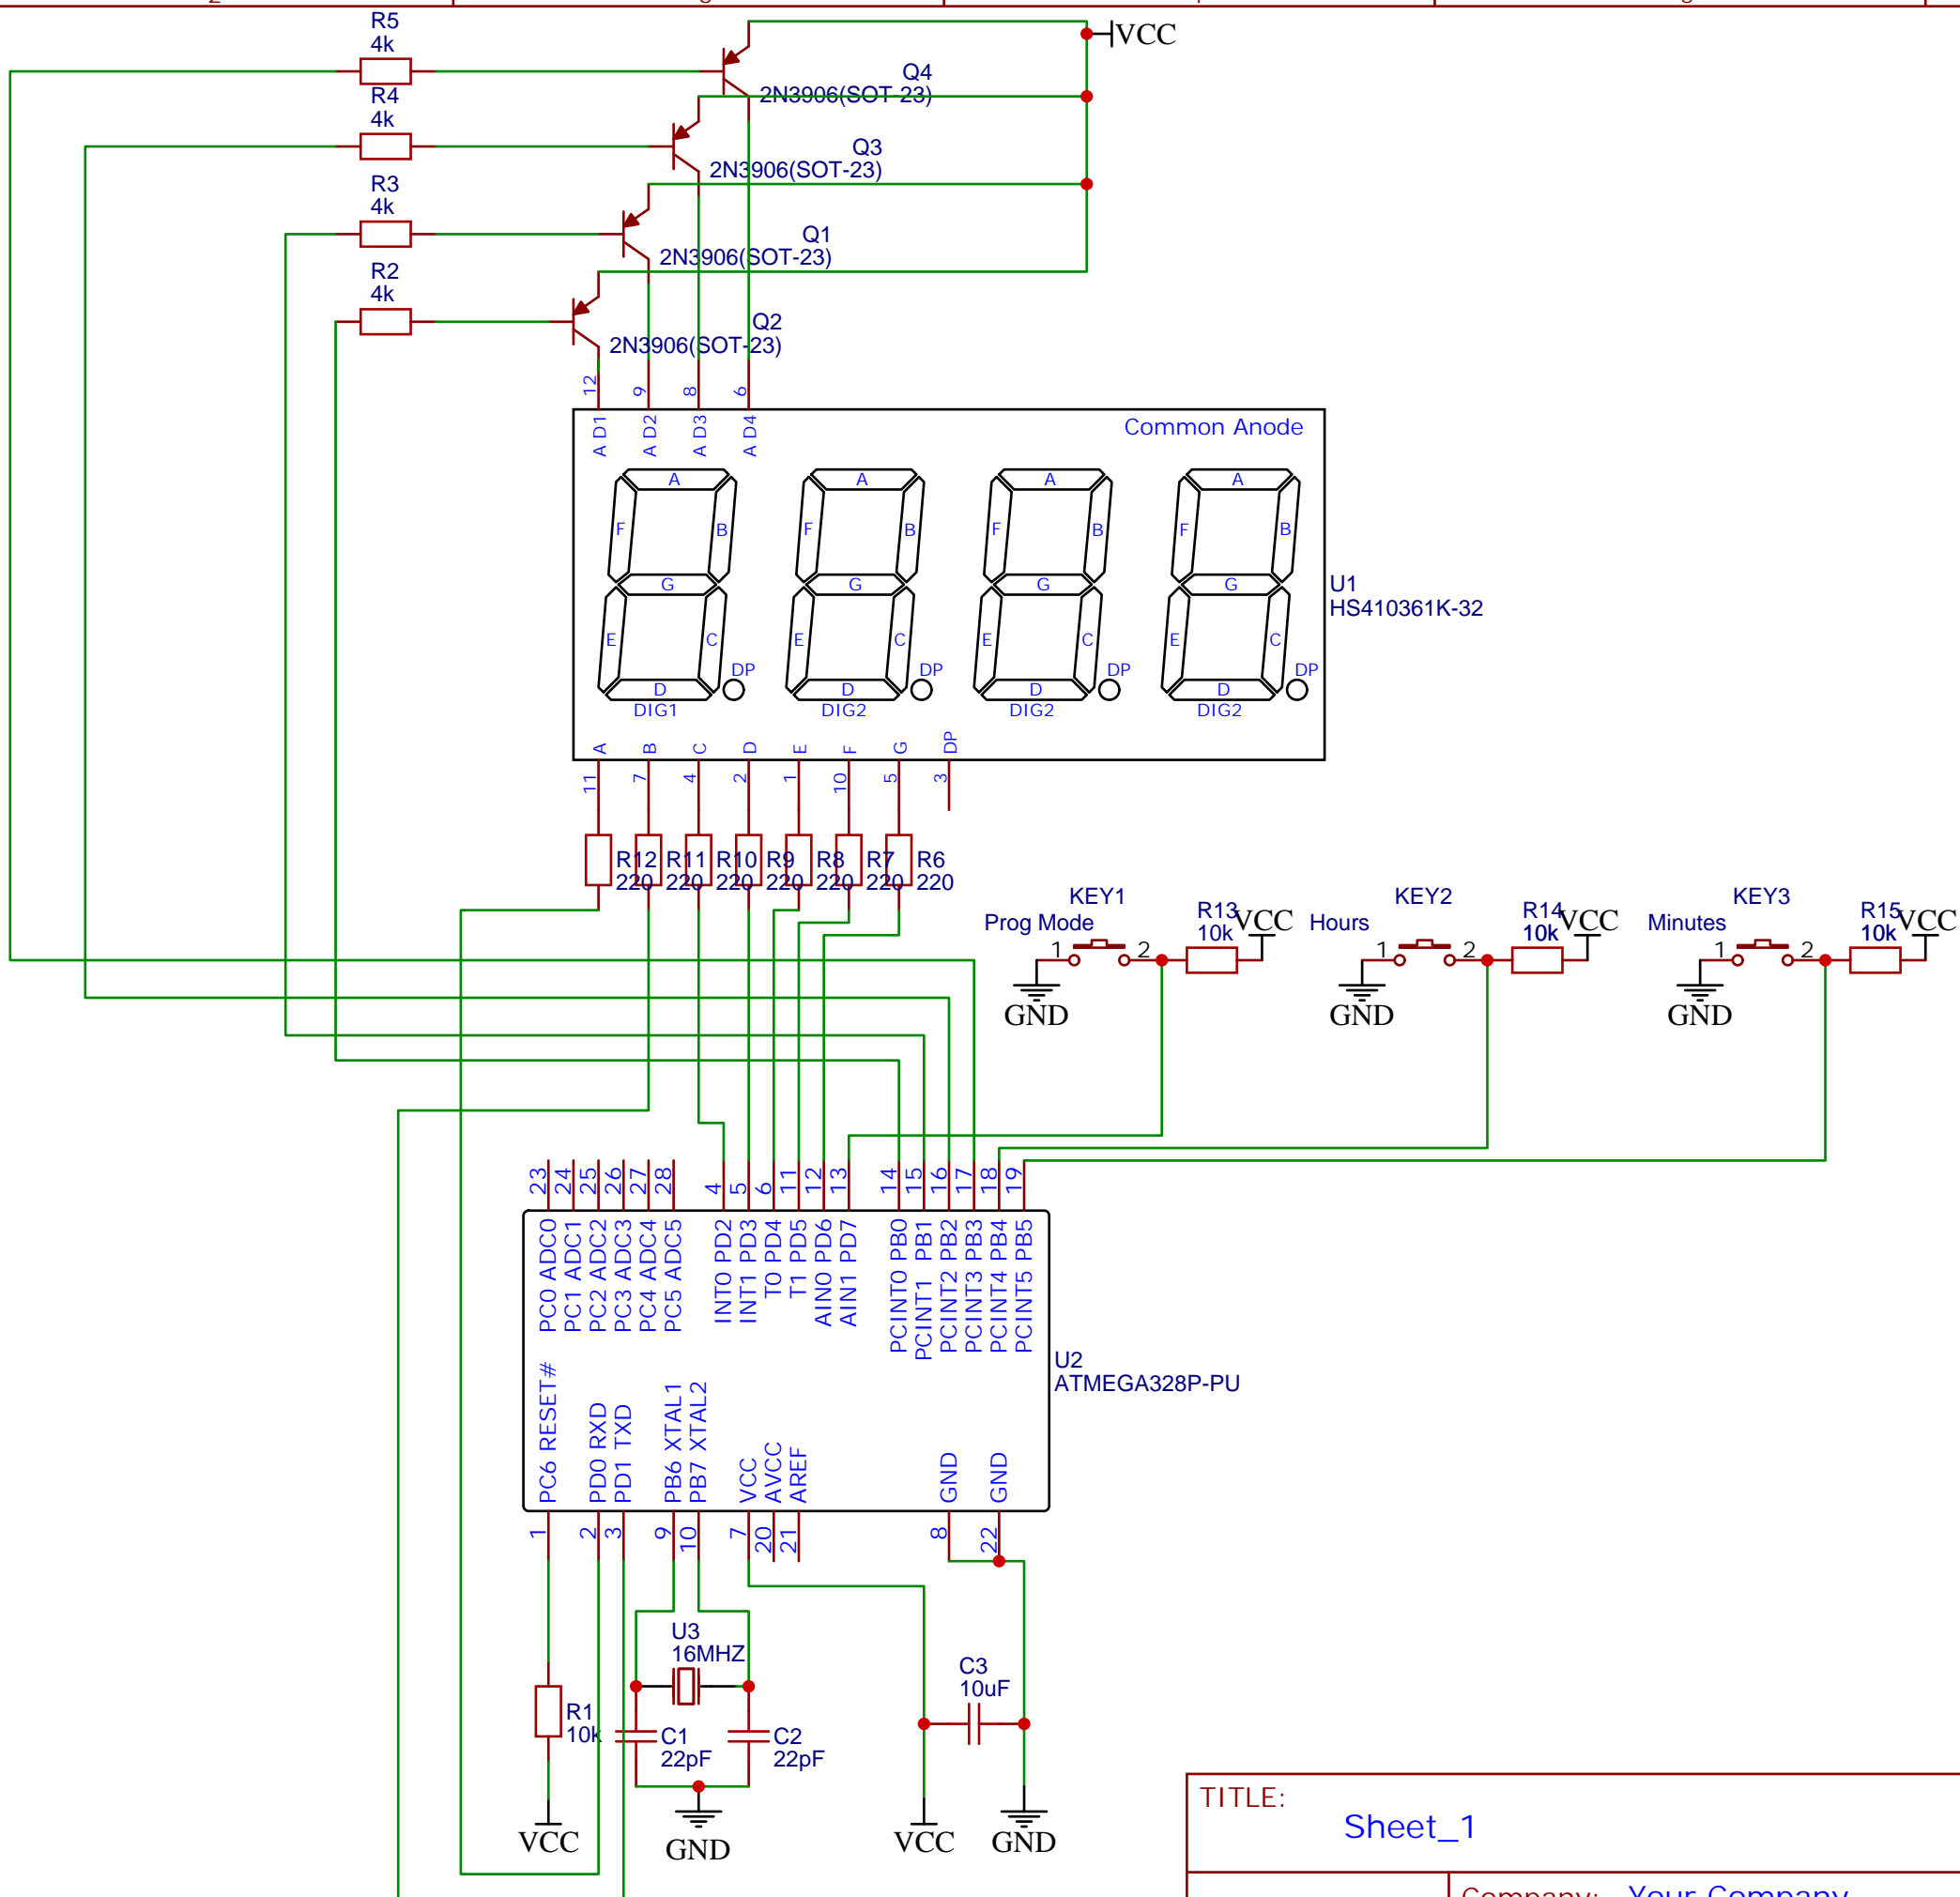 R5
4k
VCC
Q4
2N3906(SOT-23)
R4
4k
Q3
2N3906(SOT-23)
R3
4k
Q1
2N3906(SOT-23)
R2
4k
Q2
2N3906(SOT-23)
12 9 8 6
A D1 A D2 A D3 A D4
Common Anode
A A A A
F B F B F B F B
G G G G
U1
HS410361K-32
E C E C E C E C
DP DP DP DP
D D D D
DIG1 DIG2 DIG2 DIG2
A B C D E F G DP
11 7 4 2 1 10 5 3
R12 R11 R10 R9 R8 R7 R6
220 220 220 220 220 220 220
KEY1 KEY2 KEY3
Prog Mode R13 VCC Hours R14 VCC Minutes R15 VCC
10k 10k 10k
1 2 1 2 1 2
GND GND GND
23 24 25 26 27 28 4 5 6 11 12 13 14 15 16 17 18 19
PC0 ADC0
PC1 ADC1
PC2 ADC2
PC3 ADC3
PC4 ADC4
PC5 ADC5
INT0 PD2
INT1 PD3
T0 PD4
T1 PD5
AIN0 PD6
AIN1 PD7
PCINT0 PB0
PCINT1 PB1
PCINT2 PB2
PCINT3 PB3
PCINT4 PB4
PCINT5 PB5
U2
ATMEGA328P-PU
PC6 RESET#
PD0 RXD
PD1 TXD
PB6 XTAL1
PB7 XTAL2
VCC
AVCC
AREF
GND
GND
1 2 3 9 10 7 20 21 8 22
U3
16MHZ
C3
10uF
R1
10k
C1
22pF
C2
22pF
VCC GND VCC GND
TITLE:
Sheet_1
Company: Your Company